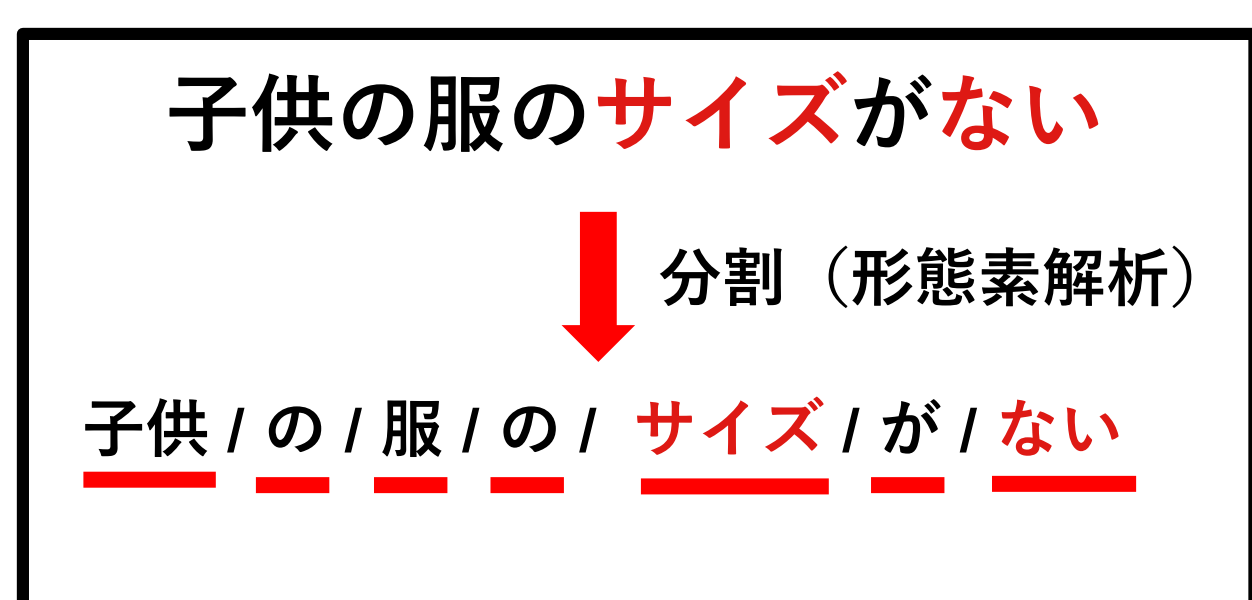 子供の服のサイズがない
分割（形態素解析）
子供 / の / 服 / の / サイズ / が / ない